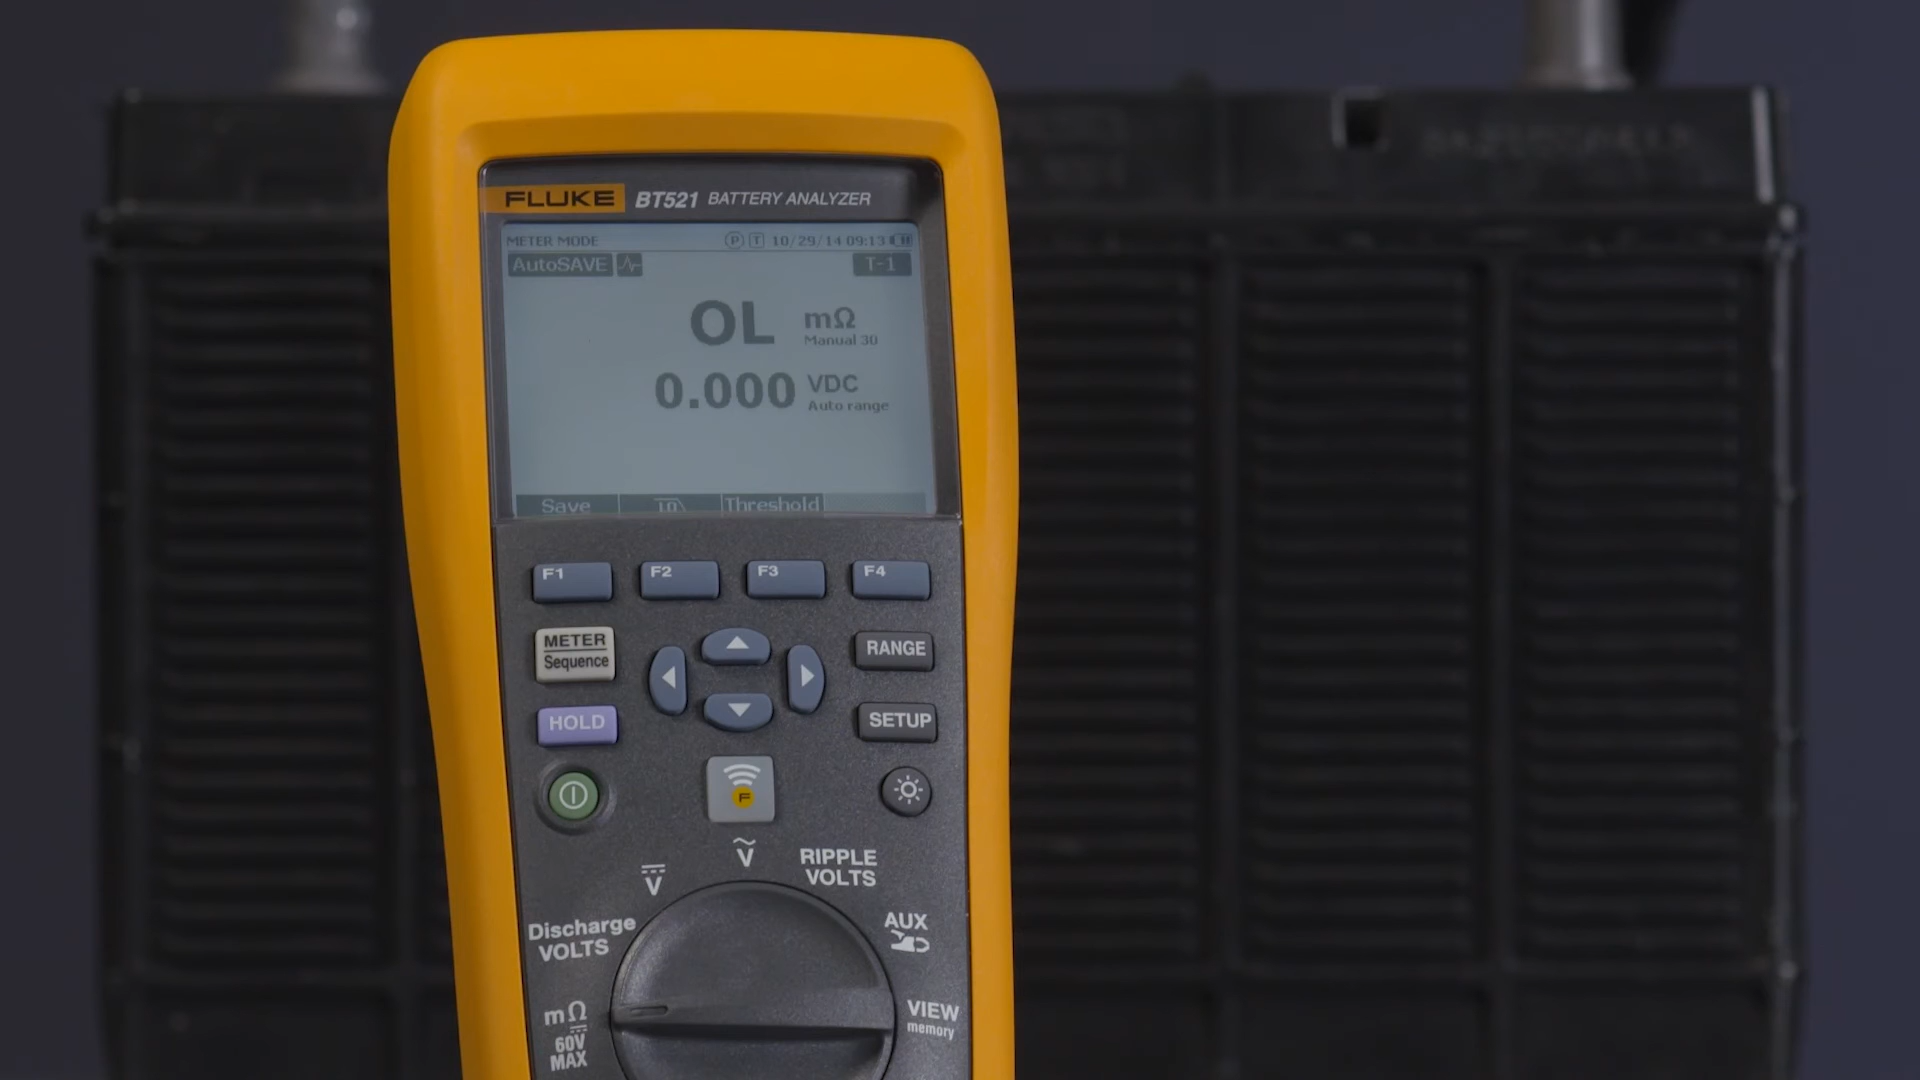 FLUKE BT521 BATTERY ANALYZER
METER MODE P T 10/29/14 09:13
AutoSAVE T-1
OL mΩ
Manual 30
0.000 VDC
Auto range
Save LO Threshold
F1 F2 F3 F4
METER
Sequence
RANGE
HOLD
SETUP
F
Ṽ
V
RIPPLE
VOLTS
Discharge
VOLTS
AUX
mΩ
60V
MAX
VIEW
memory